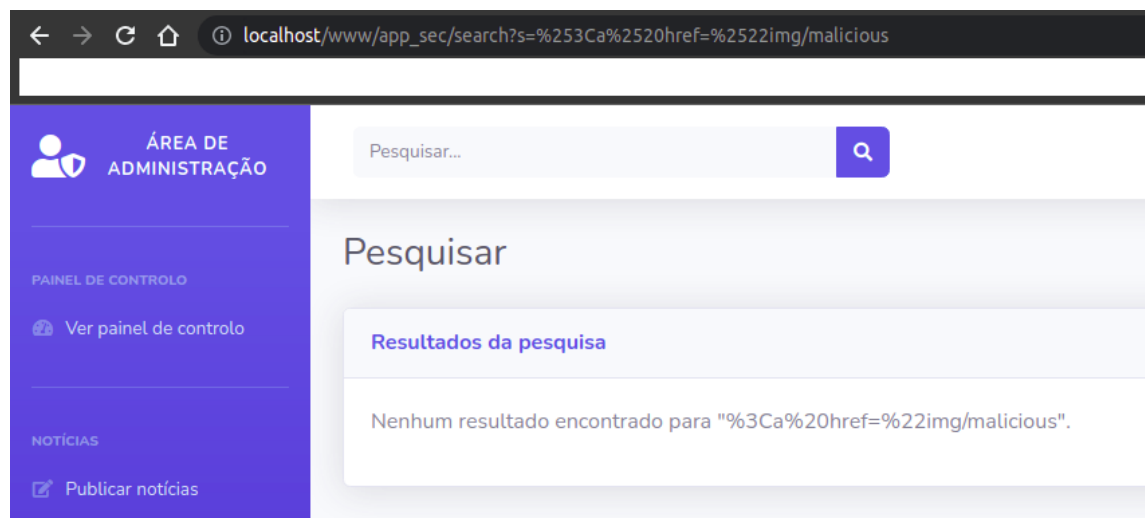 localhost/www/app_sec/search?s=%253Ca%2520href=%2522img/malicious
ÁREA DE
ADMINISTRAÇÃO
Pesquisar...
Pesquisar
PAINEL DE CONTROLO
Ver painel de controlo
Resultados da pesquisa
Nenhum resultado encontrado para "%3Ca%20href=%22img/malicious".
NOTÍCIAS
Publicar notícias